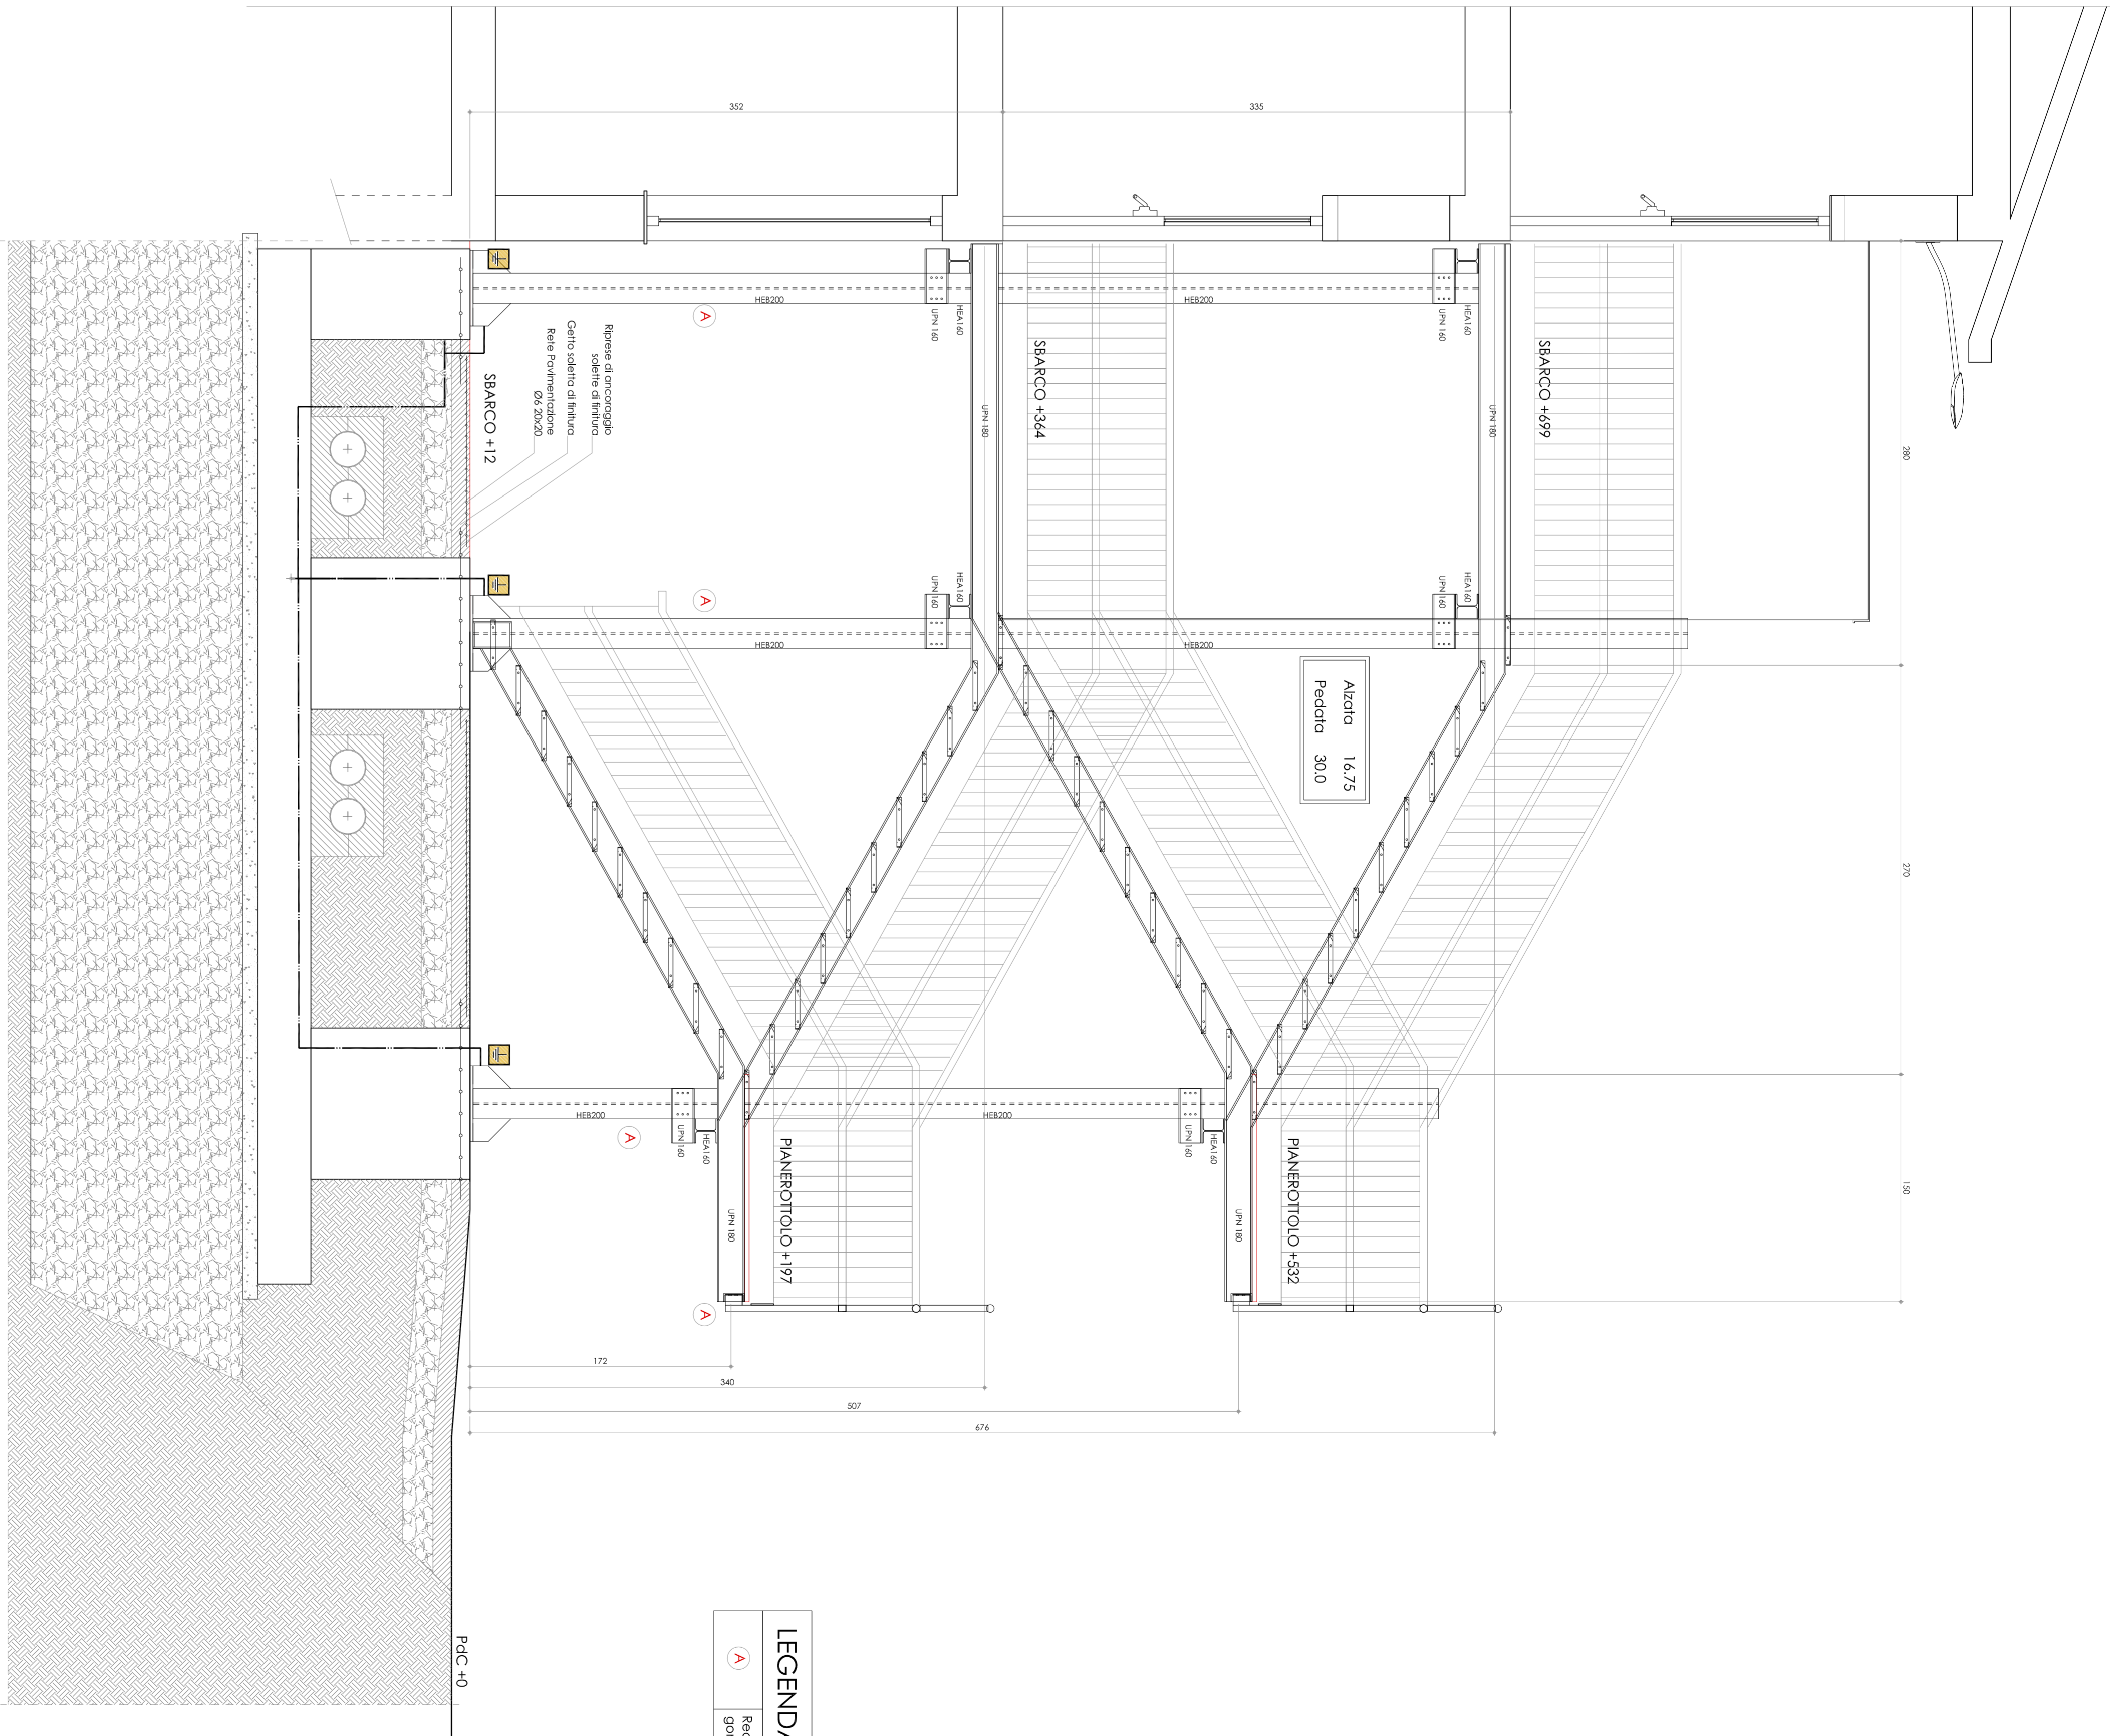 SBARCO +699
SBARCO +364
SBARCO +12
PIANEROTTOLO +532
PIANEROTTOLO +197
PdC +0
Alzata 16.75
Pedata 30.0
Riprese di ancoraggio
solette di finitura
Getto soletta di finitura
Rete Pavimentazione
Ø6 20x20
280
270
150
352
335
172
340
507
676
UPN 180
UPN 180
UPN 180
UPN 180
HEA160
UPN 160
HEA160
UPN 160
HEA160
UPN 160
HEA160
UPN 160
HEA160
UPN 160
HEA160
UPN 160
HEB200
HEB200
HEB200
HEB200
HEB200
HEB200
A
A
A
A
LEGENDA
A